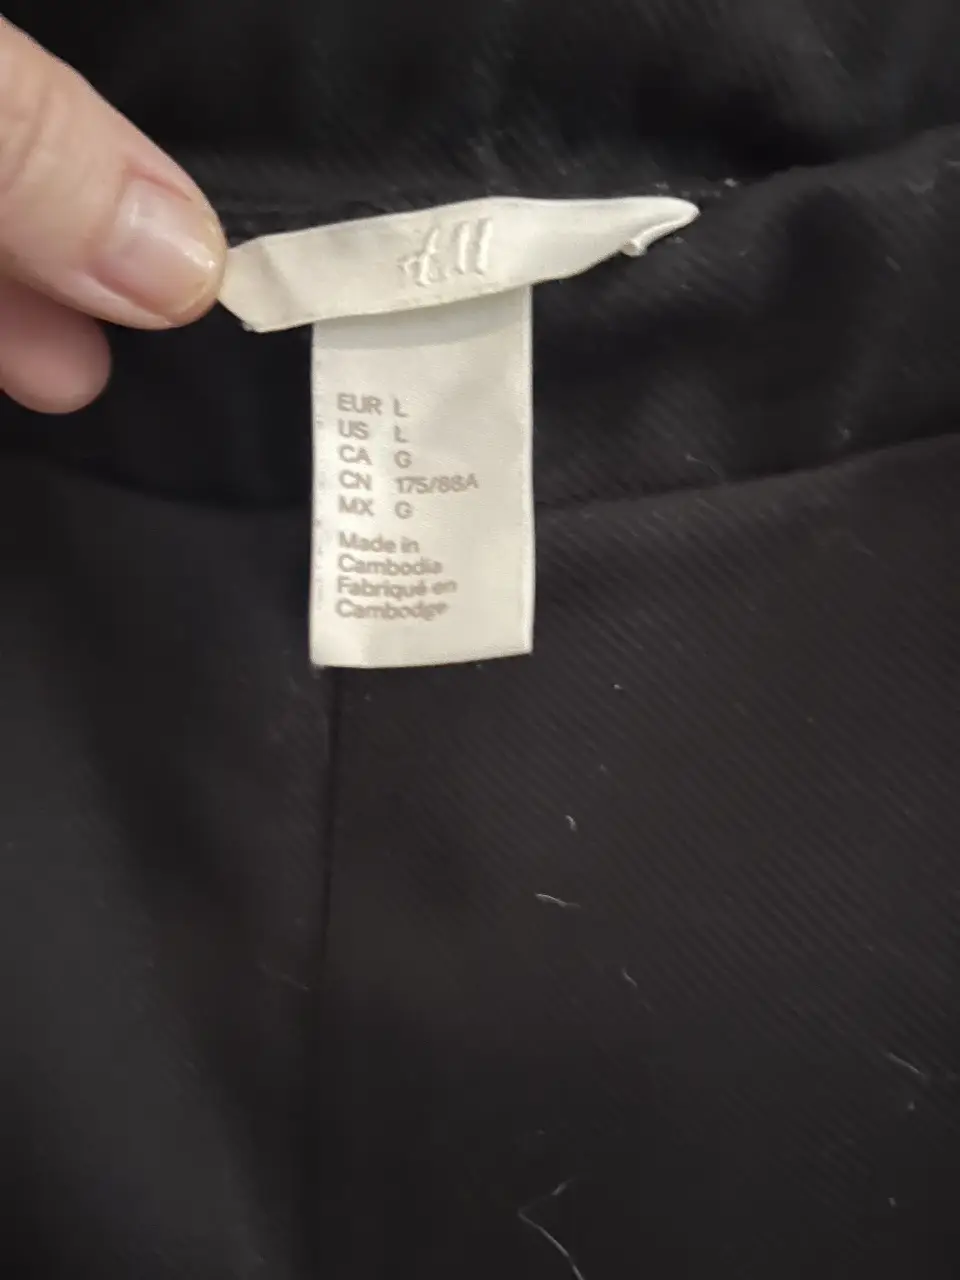 EUR L
US L
CA G
CN 175/88A
MX G
Made in
Cambodia
Fabriqué en
Cambodge